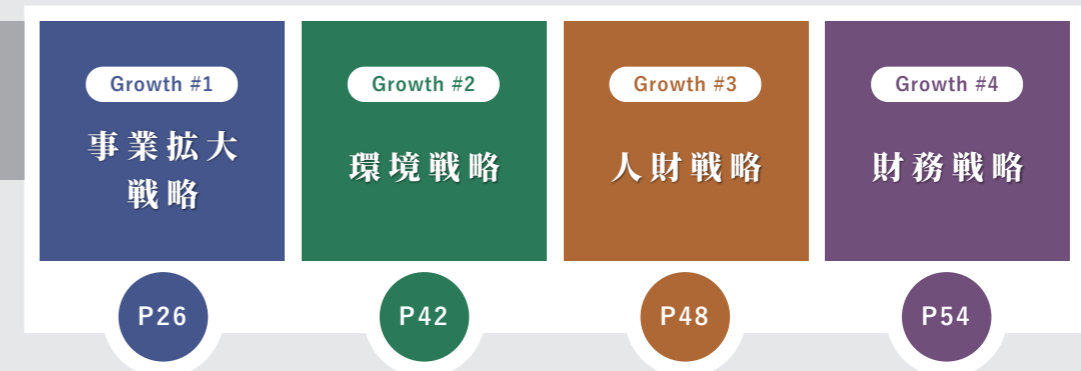 Growth #1
事業拡大
戦略
P26
Growth #2
環境戦略
P42
Growth #3
人財戦略
P48
Growth #4
財務戦略
P54